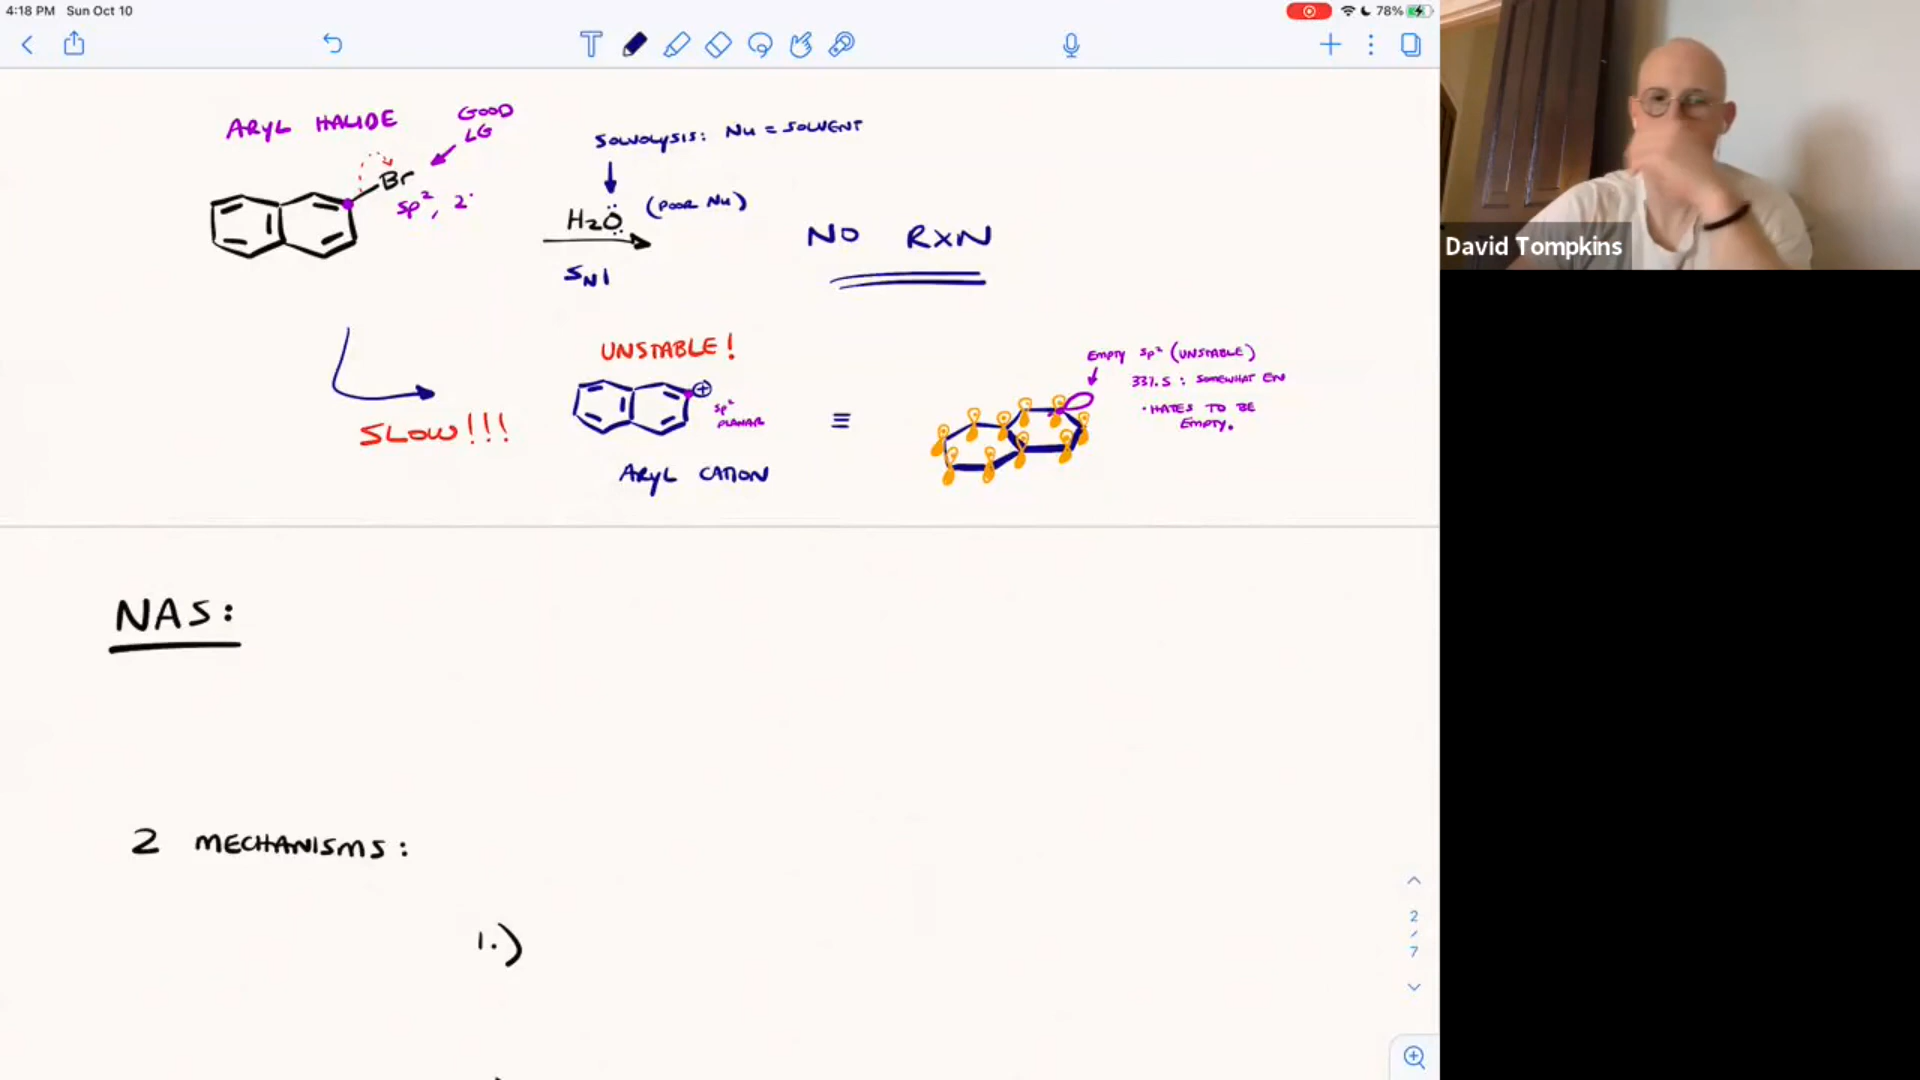 4:18 PM Sun Oct 10
78%
T
ARYL HALIDE
GOOD
LG
Br
sp², 2°
SOLVOLYSIS: Nu = SOLVENT
H₂O
(POOR Nu)
SN1
NO RXN
UNSTABLE!
SLOW!!!
+
sp²
PLANAR
≡
ARYL CATION
EMPTY sp² (UNSTABLE)
33% S : SOMEWHAT EN
· HATES TO BE
EMPTY.
NAS:
2 MECHANISMS:
1.)
2
/
7
David Tompkins